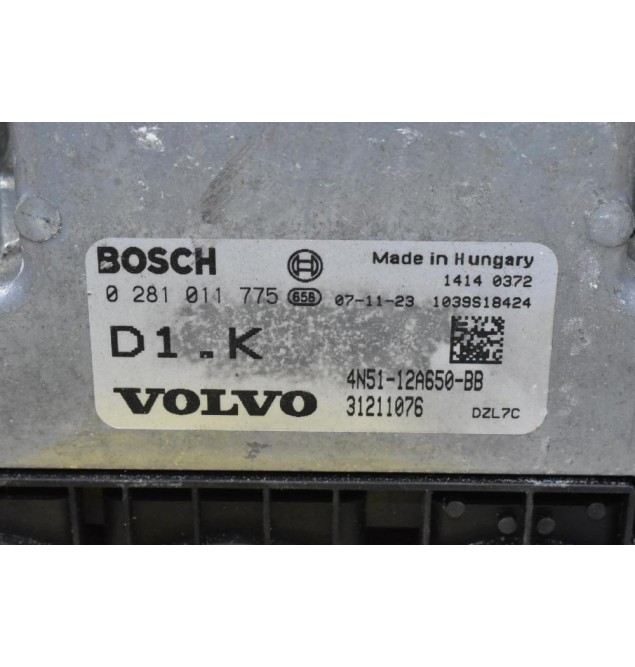 BOSCH Made in Hungary
1414 0372
0 281 011 775 658 07-11-23 1039S18424
D1.K
4N51-12A650-BB
VOLVO 31211076 DZL7C